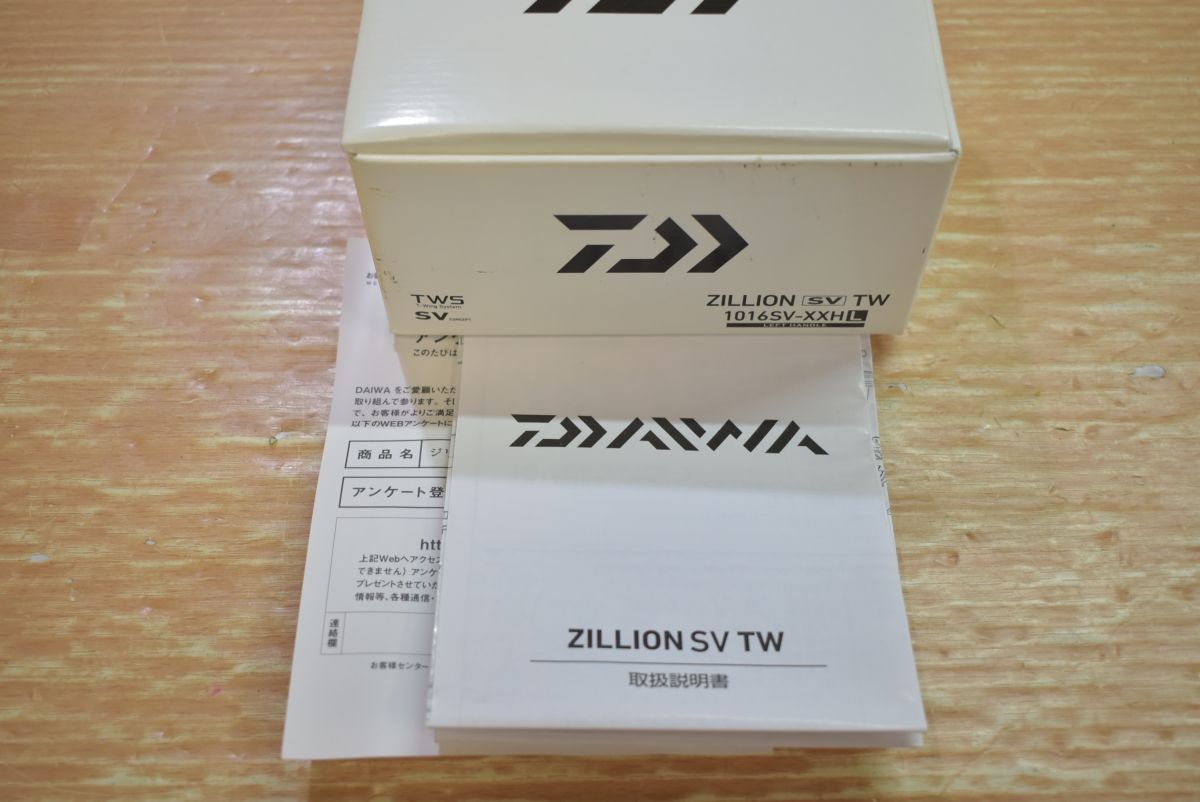 TWS
T-Wing System
SV CONCEPT
ZILLION SV TW
1016SV-XXHL
LEFT HANDLE
このたびは
DAIWA をご愛顧いただ
取り組んで参ります。そ
で、お客様がよりご満足
以下のWEBアンケートに
商品名
ジリ
アンケート登
htt
上記Webへアクセス
できません)アンケ
プレゼントさせていた
情報等、各種通信・
連絡欄
お客様センター
DAIWA
ZILLION SV TW
取扱説明書